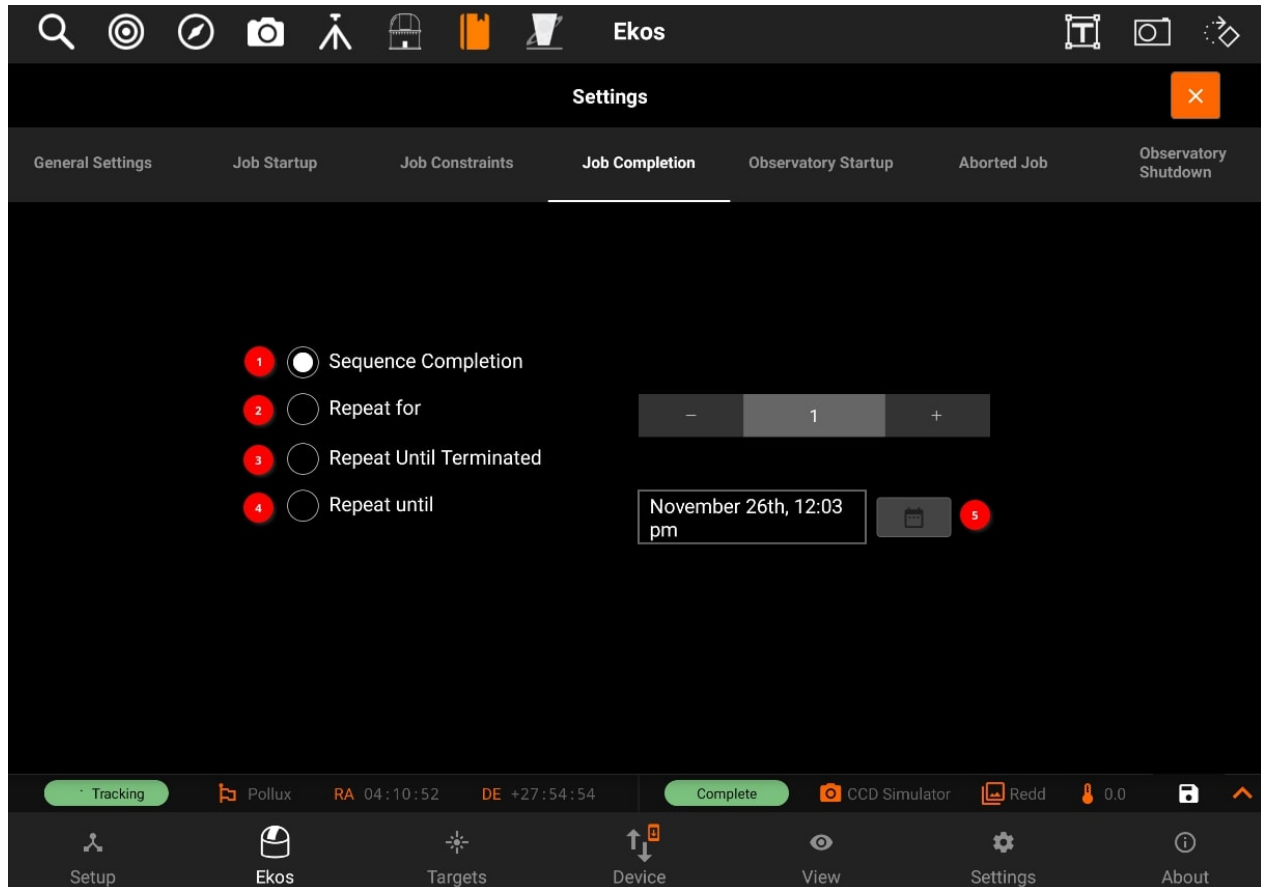 Ekos
Settings
General Settings Job Startup Job Constraints Job Completion Observatory Startup Aborted Job Observatory
Shutdown
1 Sequence Completion
2 Repeat for − 1 +
3 Repeat Until Terminated
4 Repeat until November 26th, 12:03
pm 5
Tracking Pollux RA 04:10:52 DE +27:54:54 Complete CCD Simulator Redd 0.0
Setup Ekos Targets Device View Settings About